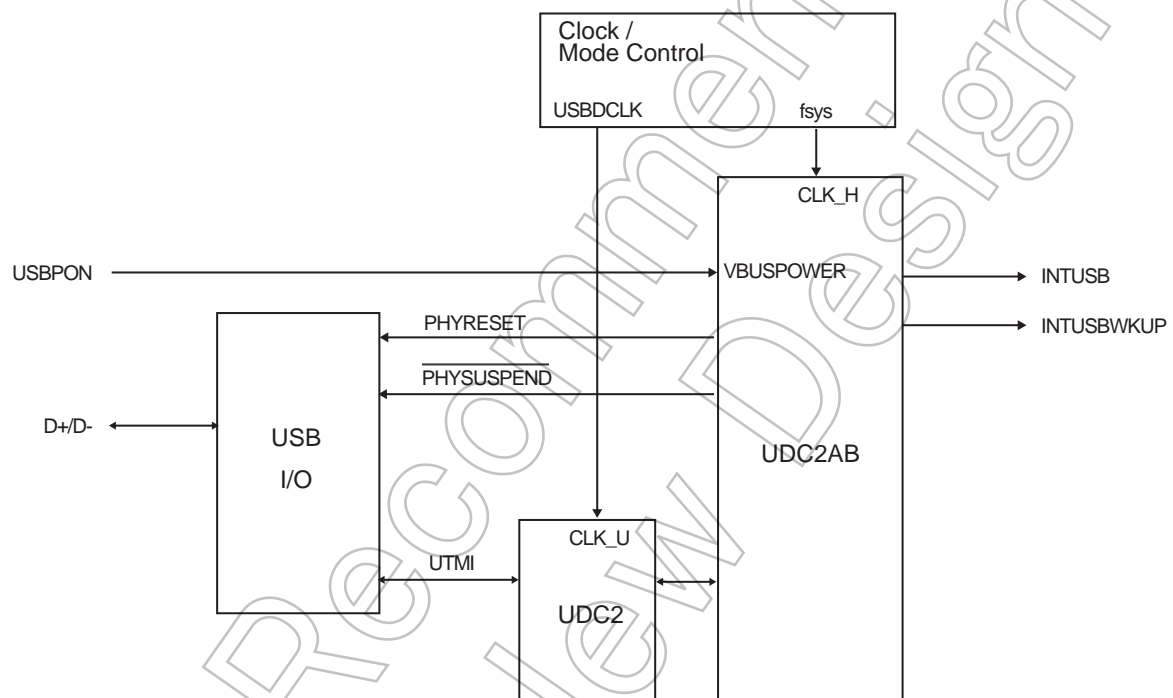 Clock /
Mode Control
USBDCLK fsys
CLK_H
USBPON VBUSPOWER INTUSB
PHYRESET INTUSBWKUP
PHYSUSPEND
D+/D-
USB
I/O
UDC2AB
CLK_U
UTMI
UDC2